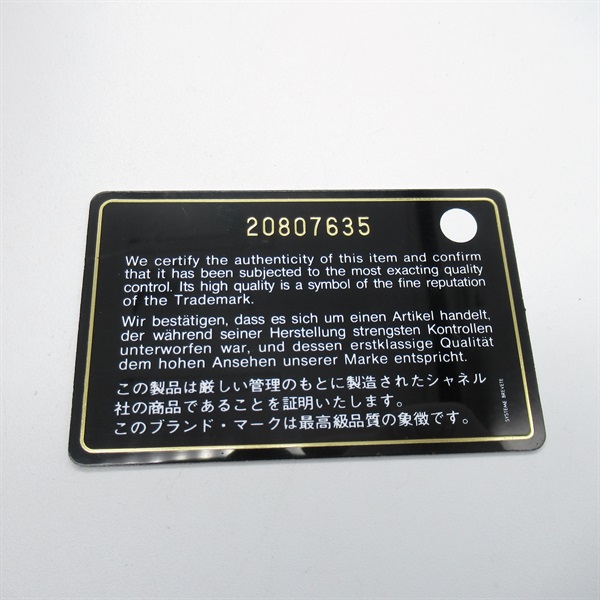 20807635
We certify the authenticity of this item and confirm
that it has been subjected to the most exacting quality
control. Its high quality is a symbol of the fine reputation
of the Trademark.
Wir bestätigen, dass es sich um einen Artikel handelt,
der während seiner Herstellung strengsten Kontrollen
unterworfen war, und dessen erstklassige Qualität
dem hohen Ansehen unserer Marke entspricht.
この製品は厳しい管理のもとに製造されたシャネル
社の商品であることを証明いたします。
このブランド・マークは最高級品質の象徴です。
SYSTEME BREVETE